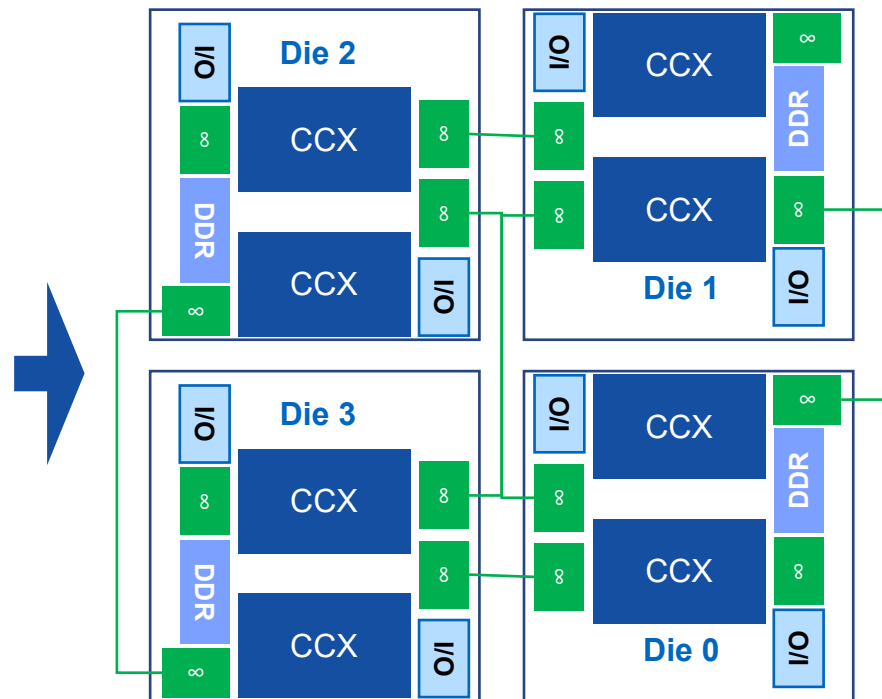 I/O
Die 2
CCX
∞
∞
DDR
∞
CCX
∞
I/O
I/O
CCX
∞
DDR
∞
∞
CCX
∞
Die 1
I/O
I/O
Die 3
CCX
∞
∞
DDR
∞
CCX
∞
I/O
I/O
CCX
∞
DDR
∞
∞
CCX
∞
Die 0
I/O